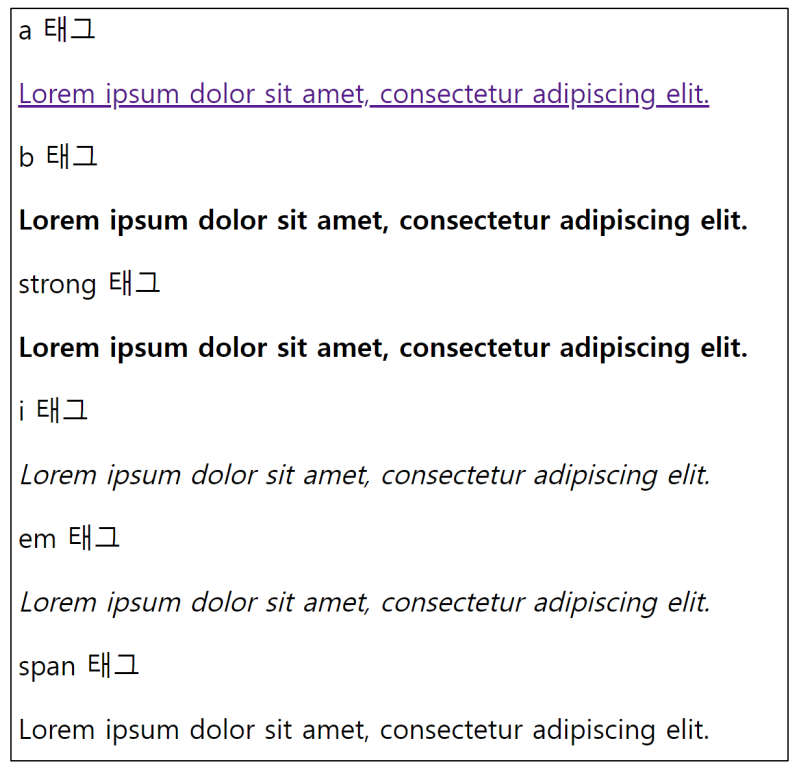 a 태그
Lorem ipsum dolor sit amet, consectetur adipiscing elit.
b 태그
Lorem ipsum dolor sit amet, consectetur adipiscing elit.
strong 태그
Lorem ipsum dolor sit amet, consectetur adipiscing elit.
i 태그
Lorem ipsum dolor sit amet, consectetur adipiscing elit.
em 태그
Lorem ipsum dolor sit amet, consectetur adipiscing elit.
span 태그
Lorem ipsum dolor sit amet, consectetur adipiscing elit.